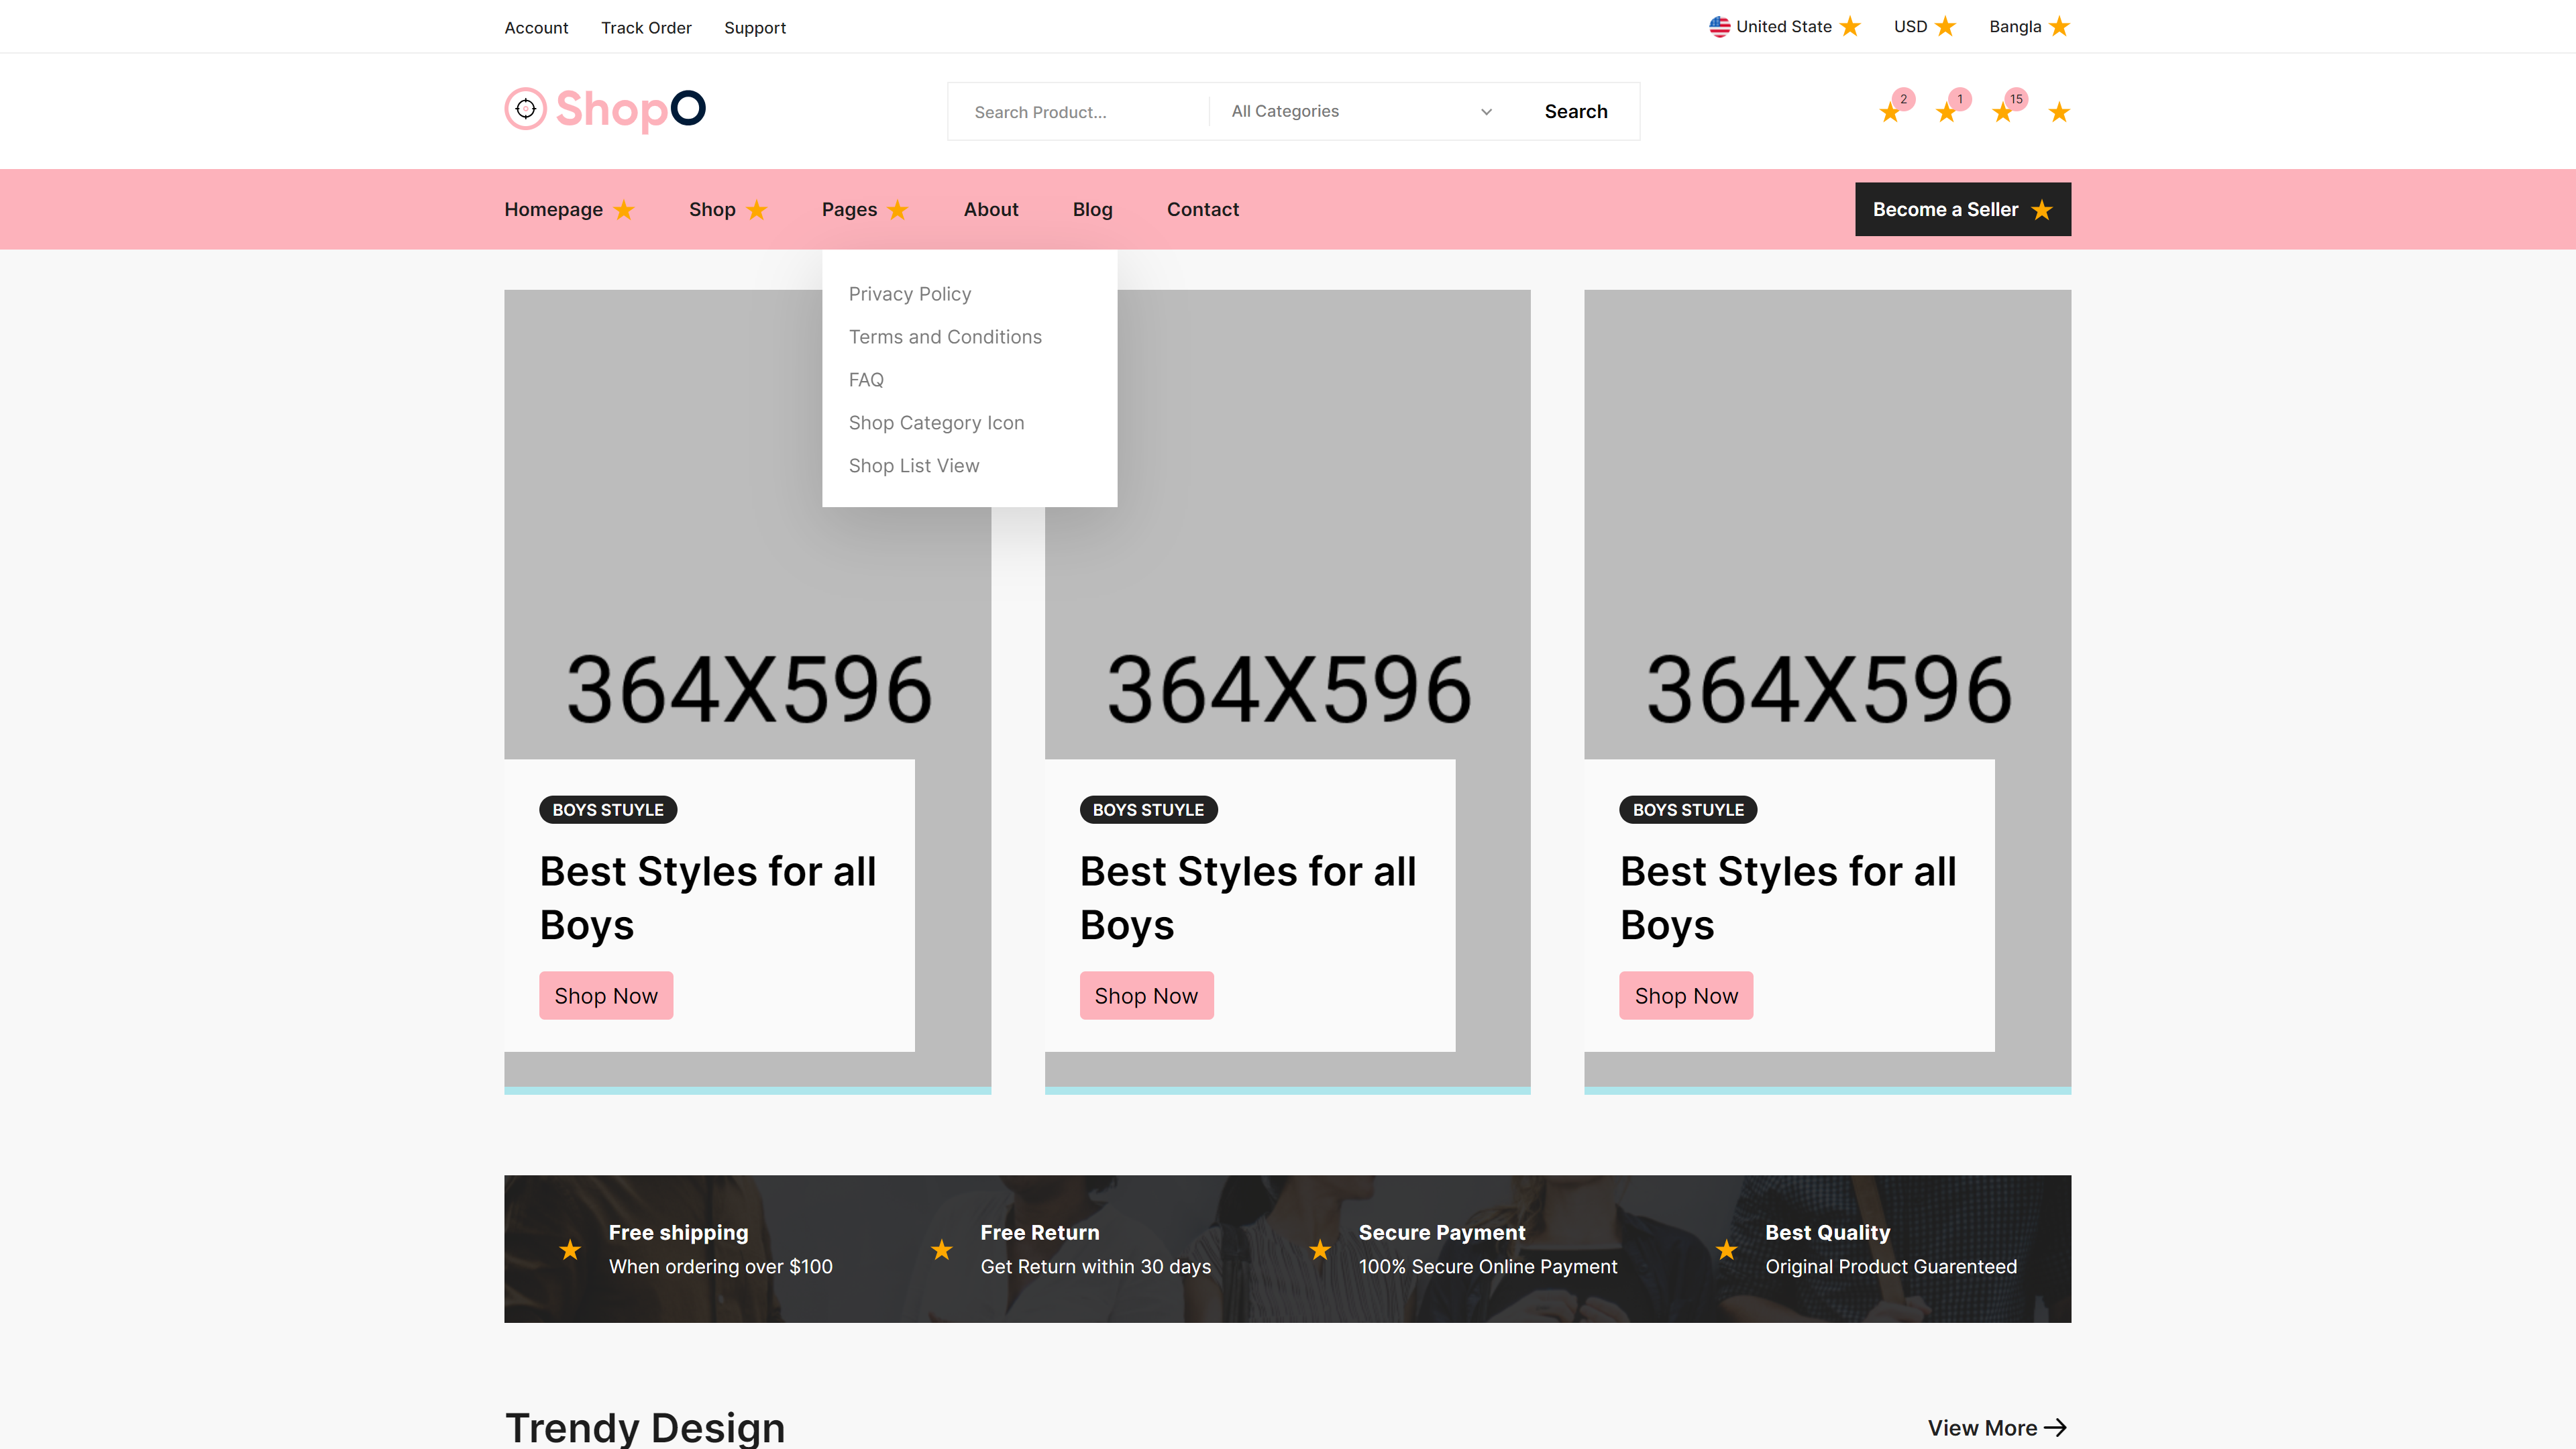 Account Track Order Support United State USD Bangla
ShopO Search Product... All Categories Search 2 1 15
Homepage Shop Pages About Blog Contact Become a Seller
Privacy Policy
Terms and Conditions
FAQ
Shop Category Icon
Shop List View
364X596 364X596 364X596
BOYS STUYLE BOYS STUYLE BOYS STUYLE
Best Styles for all Best Styles for all Best Styles for all
Boys Boys Boys
Shop Now Shop Now Shop Now
Free shipping Free Return Secure Payment Best Quality
When ordering over $100 Get Return within 30 days 100% Secure Online Payment Original Product Guarenteed
Trendy Design View More